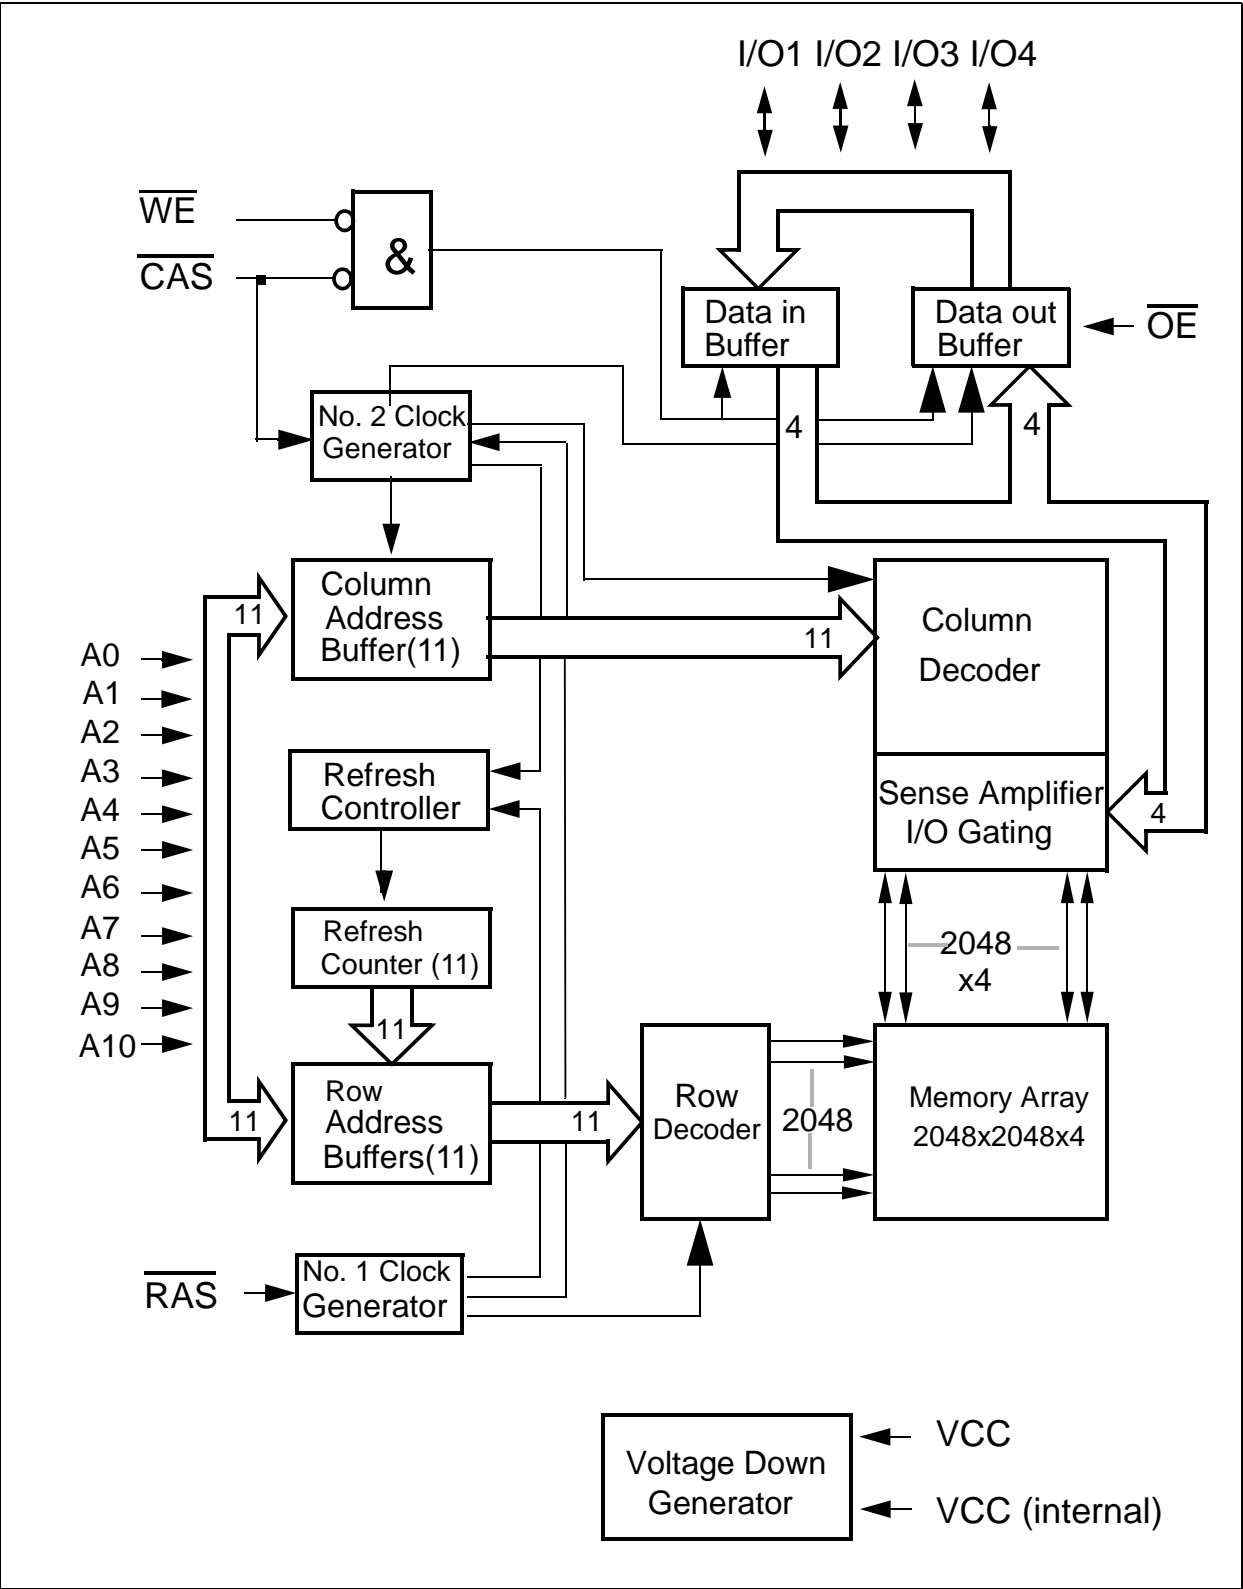 I/O1 I/O2 I/O3 I/O4
WE
CAS
&
Data in
Buffer
Data out
Buffer
OE
No. 2 Clock
Generator
4
4
Column
Address
Buffer(11)
11
11
Column
Decoder
A0
A1
A2
A3
A4
A5
A6
A7
A8
A9
A10
Refresh
Controller
Sense Amplifier
I/O Gating
4
Refresh
Counter (11)
2048
x4
11
Row
Address
Buffers(11)
11
11
Row
Decoder
2048
Memory Array
2048x2048x4
RAS
No. 1 Clock
Generator
Voltage Down
Generator
VCC
VCC (internal)